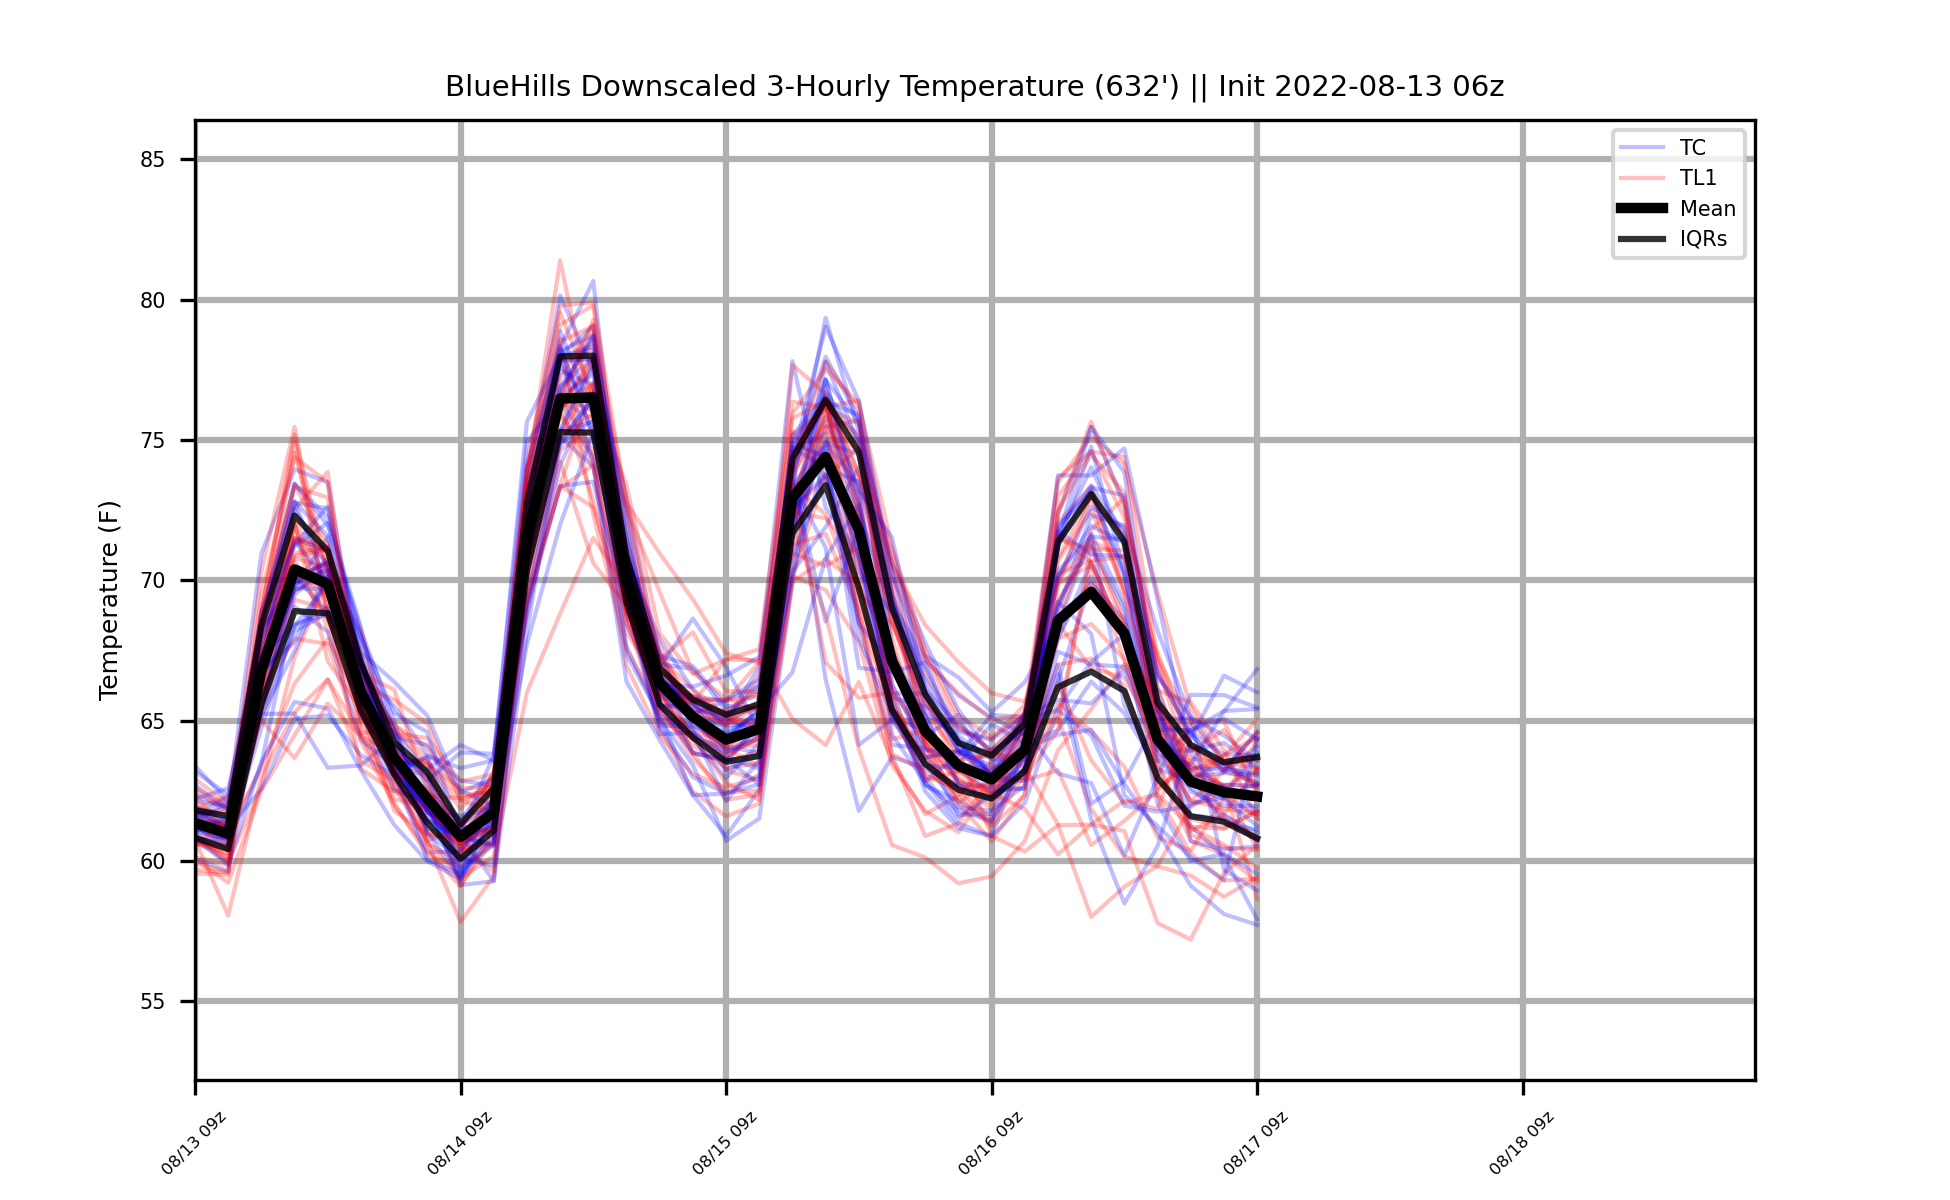 BlueHills Downscaled 3-Hourly Temperature (632') || Init 2022-08-13 06z
TC
TL1
Mean
IQRs
Temperature (F)
85
80
75
70
65
60
55
08/13 09z
08/14 09z
08/15 09z
08/16 09z
08/17 09z
08/18 09z